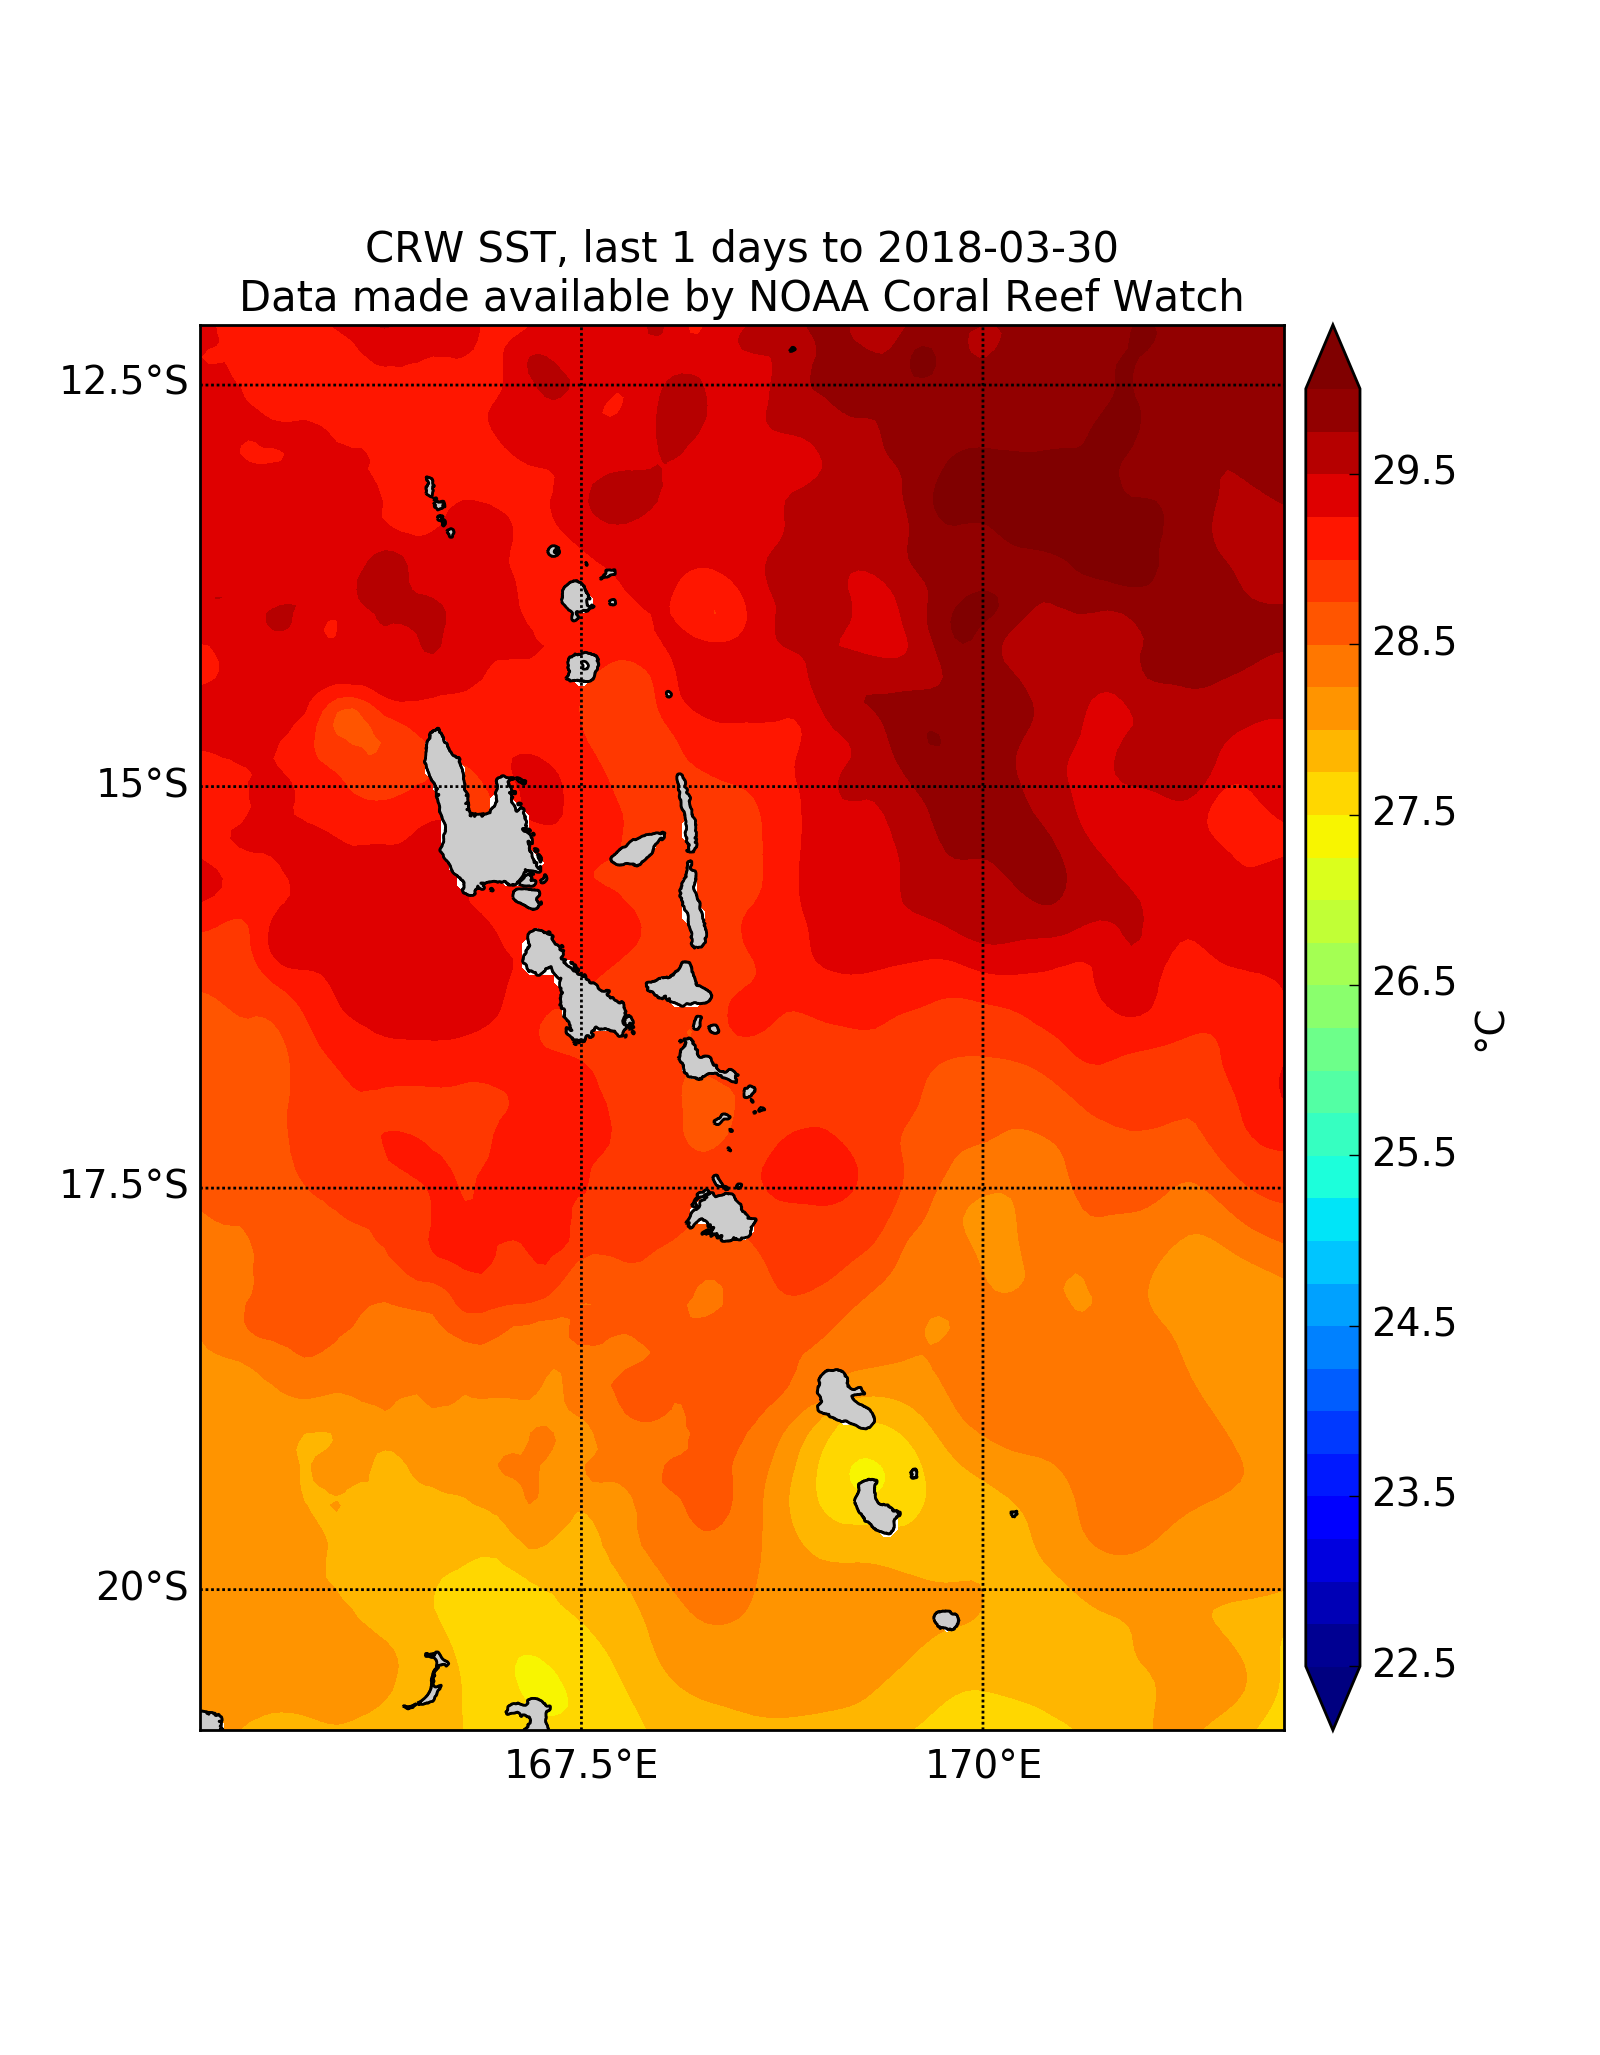 CRW SST, last 1 days to 2018-03-30
Data made available by NOAA Coral Reef Watch
12.5°S
15°S
17.5°S
20°S
167.5°E
170°E
29.5
28.5
27.5
26.5
25.5
24.5
23.5
22.5
°C